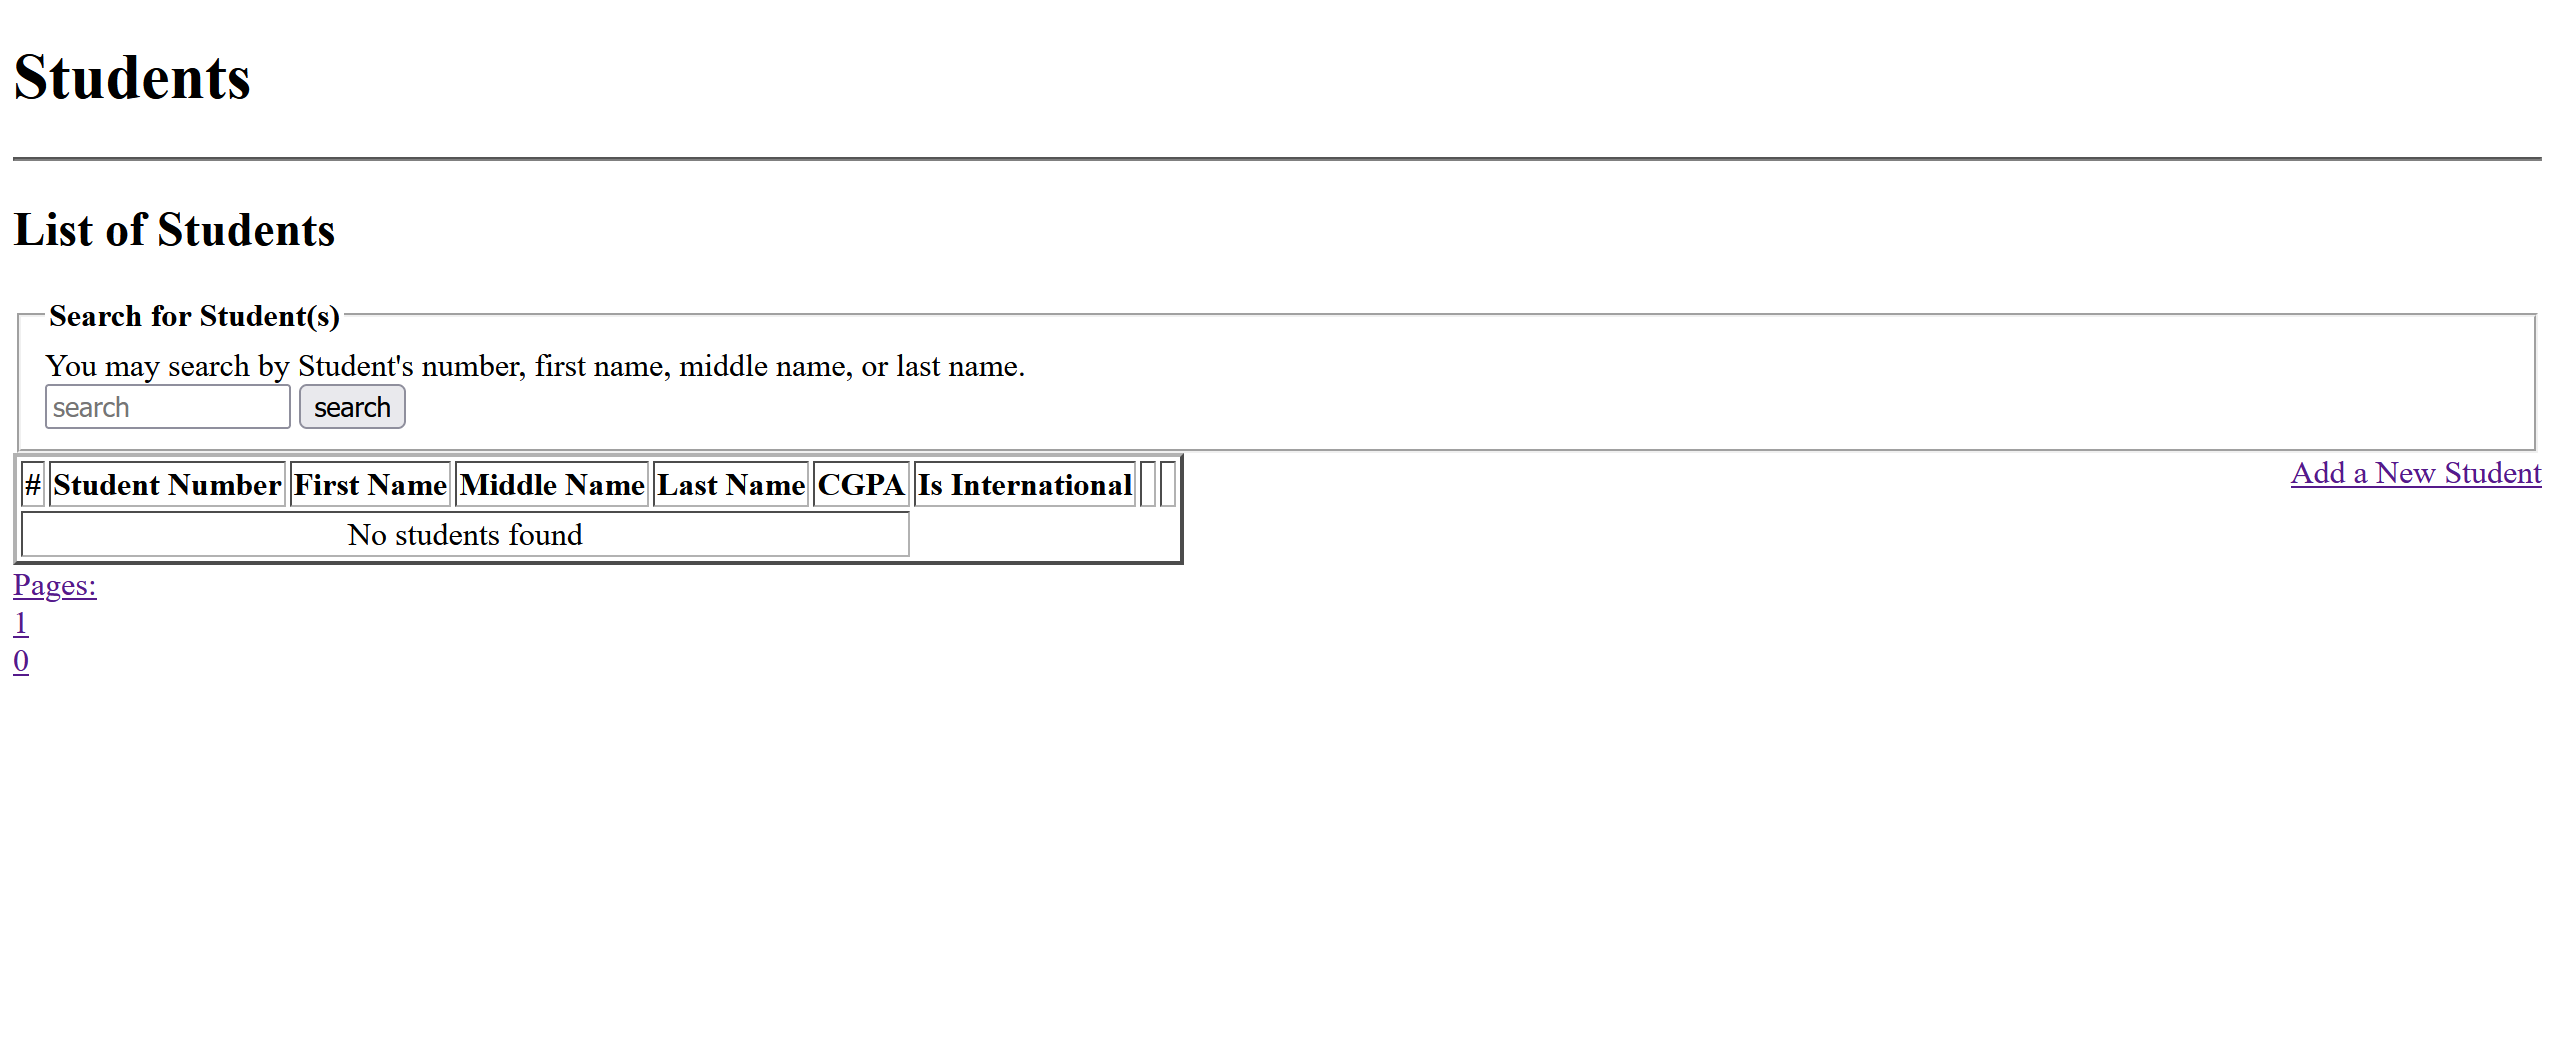 Students
List of Students
Search for Student(s)
You may search by Student's number, first name, middle name, or last name.
search search
# Student Number First Name Middle Name Last Name CGPA Is International
Add a New Student
No students found
Pages:
1
0